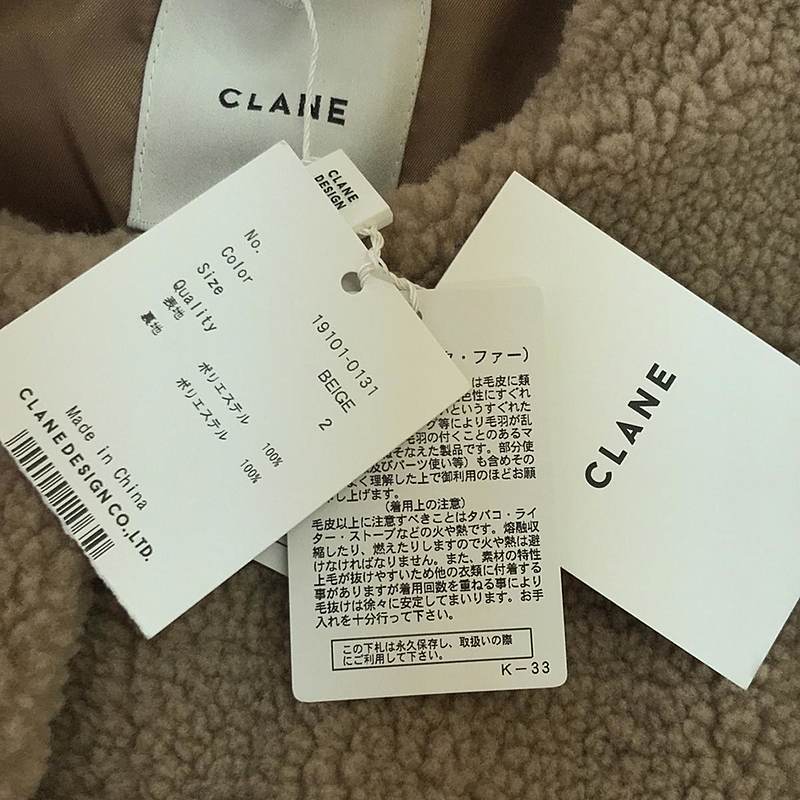 CLANE
CLANE
DESIGN
No.
Color
Size
Quality
表地
裏地
19101-0131
BEIGE
2
ポリエステル 100%
ポリエステル 100%
Made in China
CLANE DESIGN CO.,LTD.
・ファー)
は毛皮に類
色性にすぐれ
いというすぐれた
グ等により毛羽が乱
毛羽の付くことのあるマ
そなえた製品です。部分使
及びパーツ使い等)も含めその
よく理解した上で御利用のほどお願
し上げます。
(着用上の注意)
毛皮以上に注意すべきことはタバコ・ライ
ター・ストーブなどの火や熱です。熔融収
縮したり、燃えたりしますので火や熱は避
けなければなりません。また、素材の特性
上毛が抜けやすいため他の衣類に付着する
事がありますが着用回数を重ねる事により
毛抜けは徐々に安定してまいります。お手
入れを十分行って下さい。
この下札は永久保存し、取扱いの際
にご利用して下さい。
K-33
CLANE